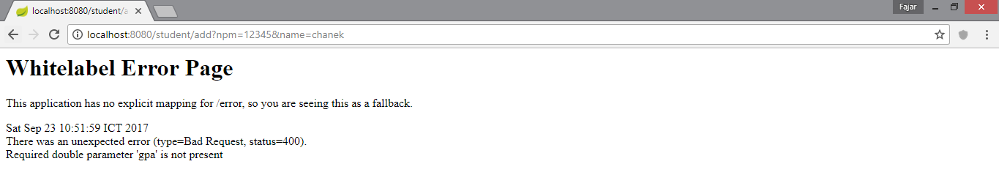 localhost:8080/student/a
Fajar
localhost:8080/student/add?npm=12345&name=chanek
Whitelabel Error Page
This application has no explicit mapping for /error, so you are seeing this as a fallback.
Sat Sep 23 10:51:59 ICT 2017
There was an unexpected error (type=Bad Request, status=400).
Required double parameter 'gpa' is not present